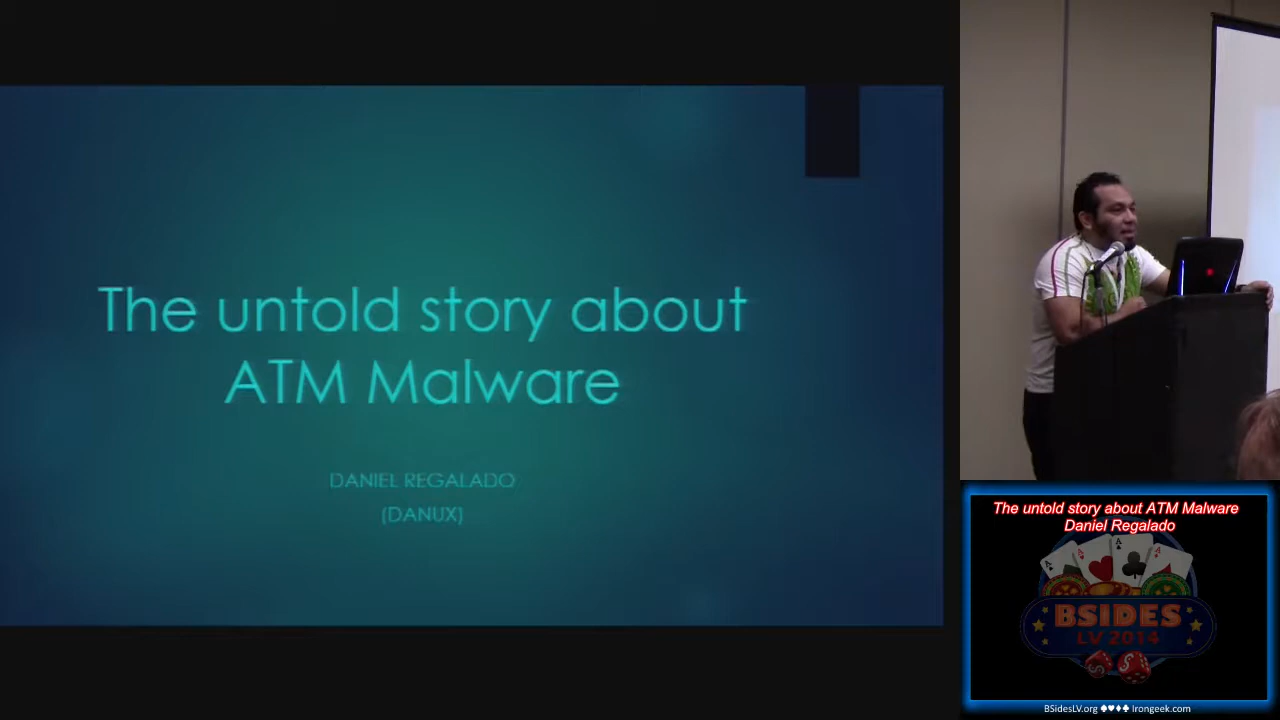 The untold story about
ATM Malware
DANIEL REGALADO
(DANUX)
The untold story about ATM Malware
Daniel Regalado
BSIDES
LV 2014
BSidesLV.org ♠♥♦♣ Irongeek.com